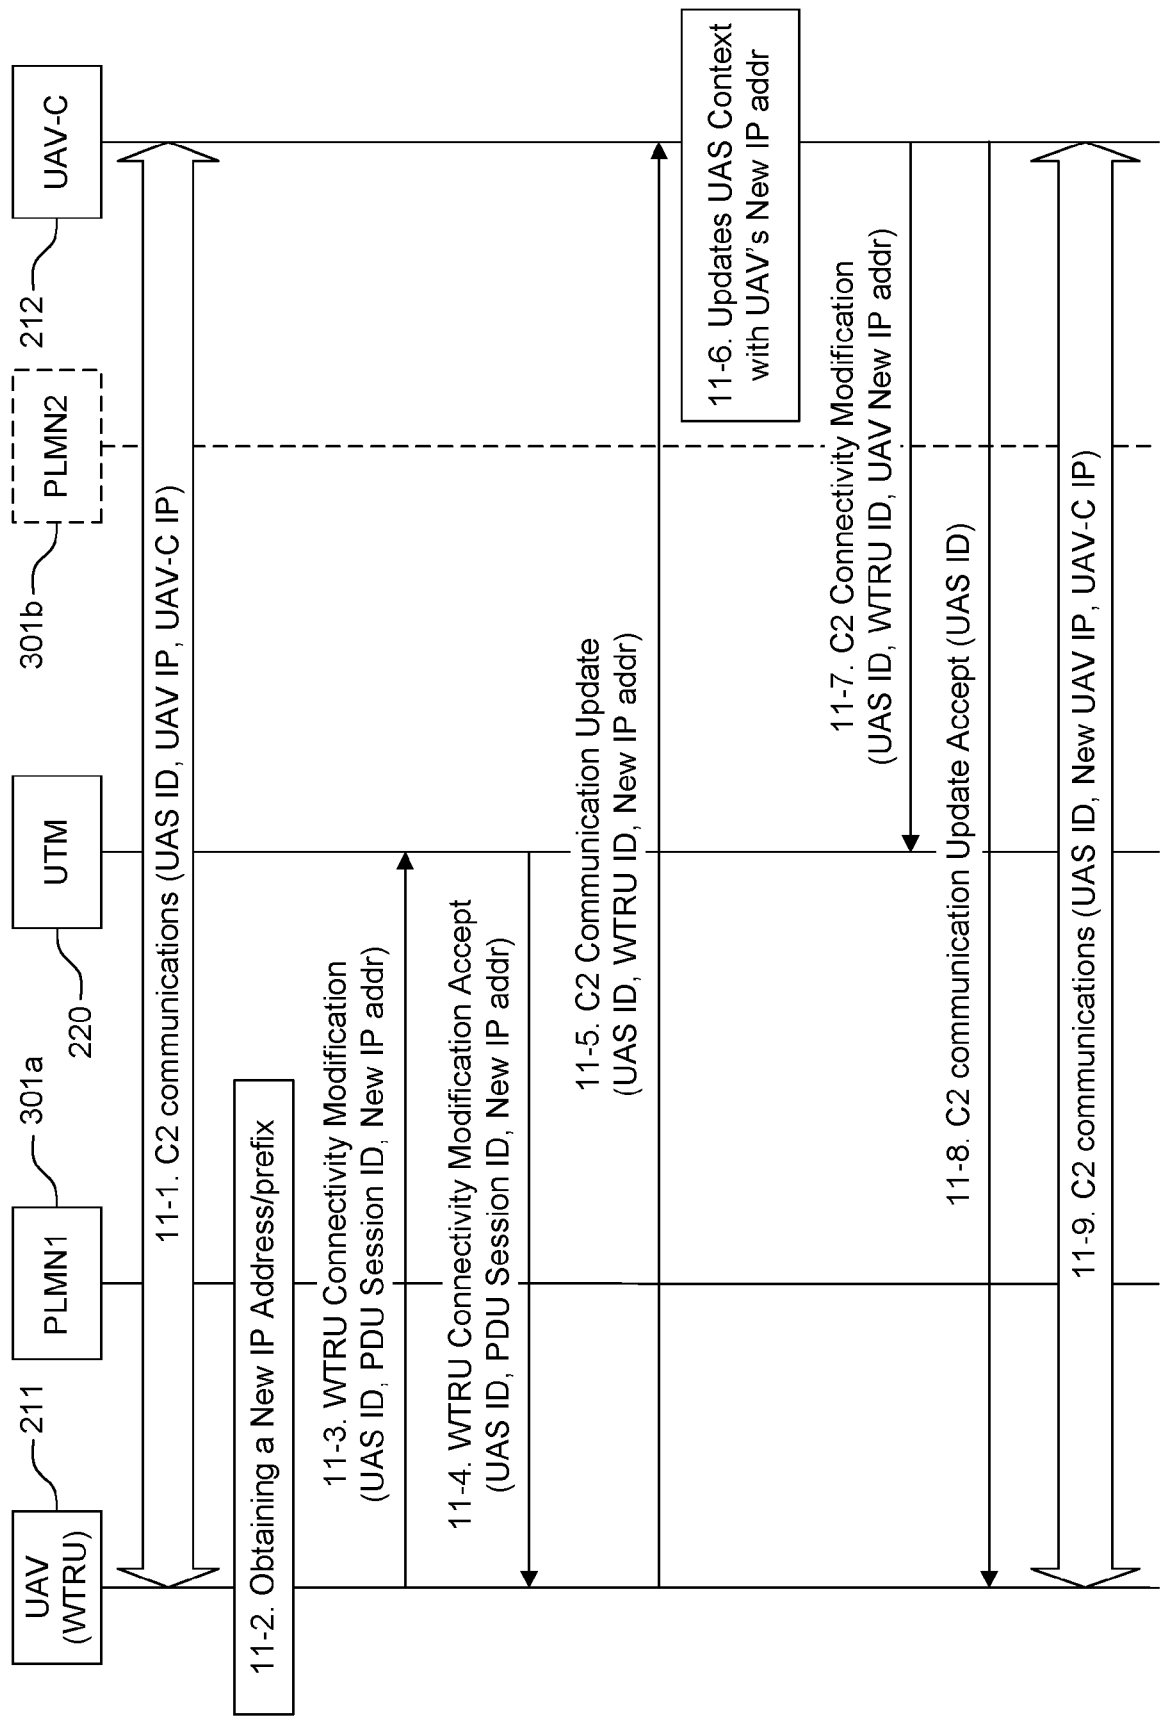 UAV
(WTRU)
211
PLMN1
301a
UTM
220
PLMN2
301b
UAV-C
212
11-1. C2 communications (UAS ID, UAV IP, UAV-C IP)
11-2. Obtaining a New IP Address/prefix
11-3. WTRU Connectivity Modification
(UAS ID, PDU Session ID, New IP addr)
11-4. WTRU Connectivity Modification Accept
(UAS ID, PDU Session ID, New IP addr)
11-5. C2 Communication Update
(UAS ID, WTRU ID, New IP addr)
11-6. Updates UAS Context
with UAV's New IP addr
11-7. C2 Connectivity Modification
(UAS ID, WTRU ID, UAV New IP addr)
11-8. C2 communication Update Accept (UAS ID)
11-9. C2 communications (UAS ID, New UAV IP, UAV-C IP)